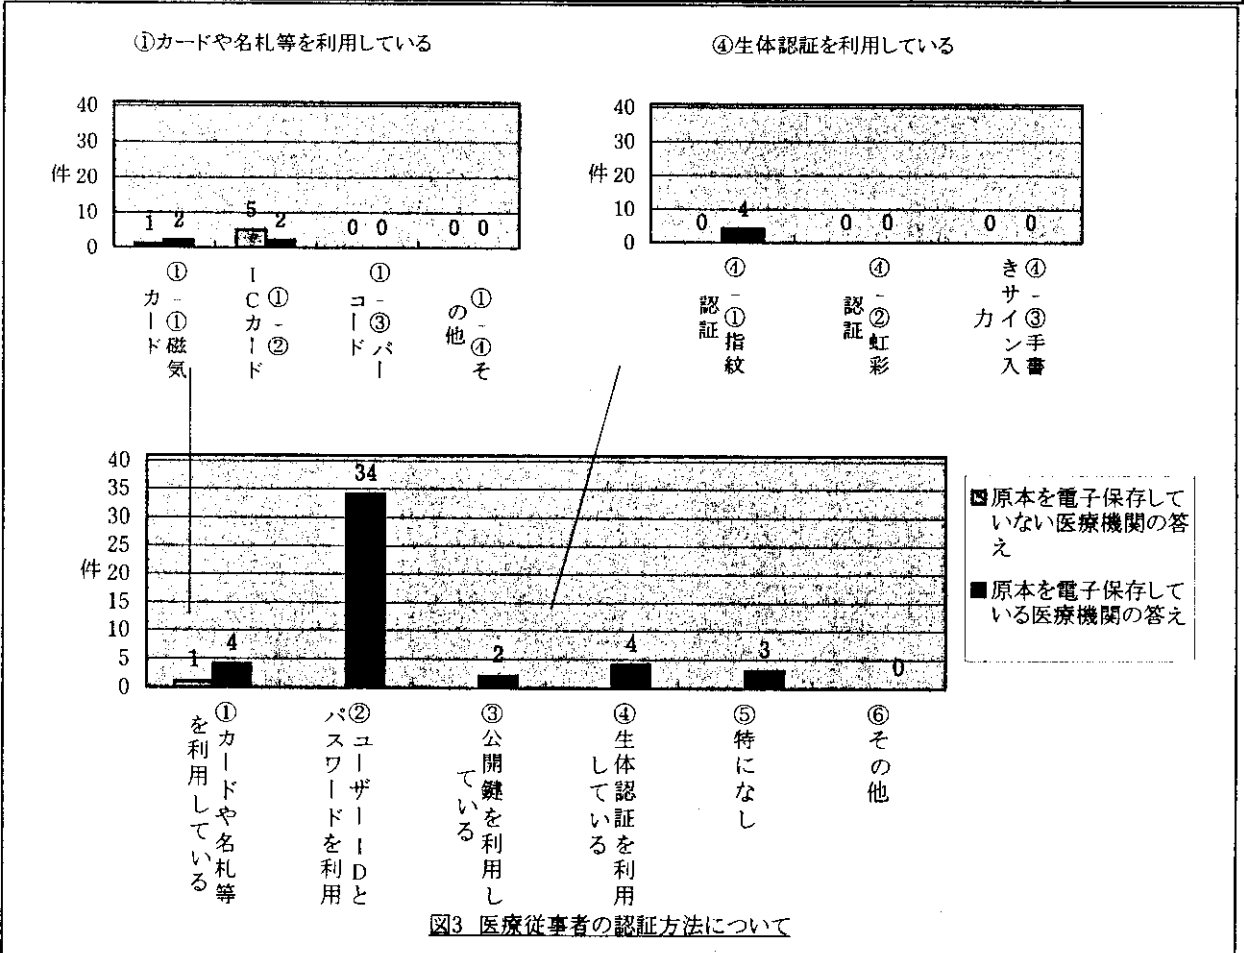 ①カードや名札等を利用している
40
30
件 20
10
0
1 2 5 2 0 0 0 0
①-①磁気
カード
①-②
ICカード
①-③バー
コード
①-④そ
の他
④生体認証を利用している
40
30
件 20
10
0
0 4 0 0 0 0
④-①指紋
認証
④-②虹彩
認証
④-③手書
きサイン入
力
40
35
30
25
件 20
15
10
5
0
1 4 34 2 4 3 0
①カードや名札等
を利用している
②ユーザーIDと
パスワードを利用
③公開鍵を利用し
ている
④生体認証を利用
している
⑤特になし
⑥その他
原本を電子保存して
いない医療機関の答
え
原本を電子保存して
いる医療機関の答え
図3 医療従事者の認証方法について